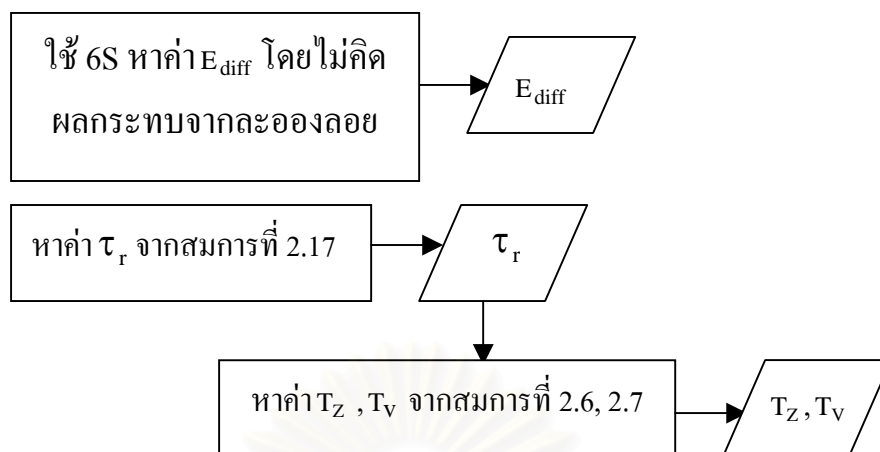 ใช้ 6S หาค่า E_diff โดยไม่คิด
ผลกระทบจากละอองลอย
E_diff
หาค่า τ_r จากสมการที่ 2.17
τ_r
หาค่า T_Z , T_V จากสมการที่ 2.6, 2.7
T_Z , T_V